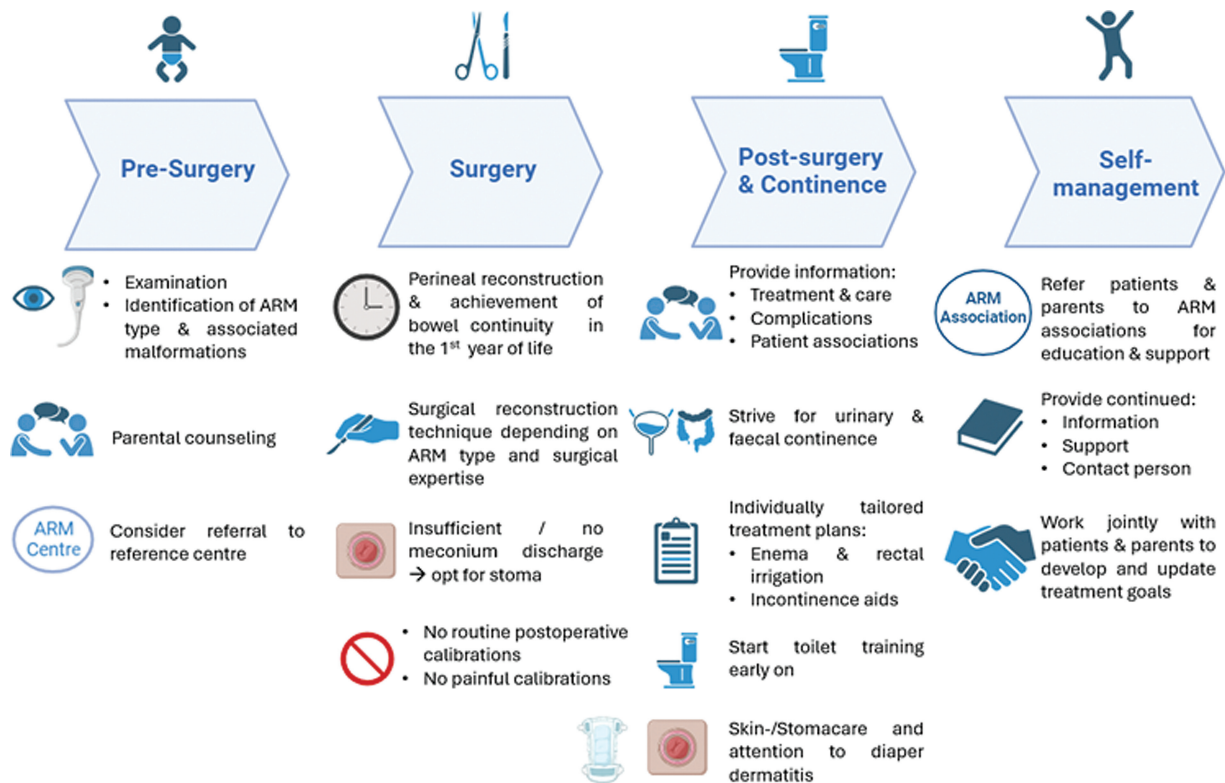 Pre-Surgery
Surgery
Post-surgery
& Continence
Self-
management
• Examination
• Identification of ARM
type & associated
malformations
Parental counseling
ARM
Centre
Consider referral to
reference centre
Perineal reconstruction
& achievement of
bowel continuity in
the 1st year of life
Surgical reconstruction
technique depending on
ARM type and surgical
expertise
Insufficient / no
meconium discharge
→ opt for stoma
• No routine postoperative
calibrations
• No painful calibrations
Provide information:
• Treatment & care
• Complications
• Patient associations
Strive for urinary &
faecal continence
Individually tailored
treatment plans:
• Enema & rectal
irrigation
• Incontinence aids
Start toilet training
early on
Skin-/Stomacare and
attention to diaper
dermatitis
ARM
Association
Refer patients &
parents to ARM
associations for
education & support
Provide continued:
• Information
• Support
• Contact person
Work jointly with
patients & parents to
develop and update
treatment goals